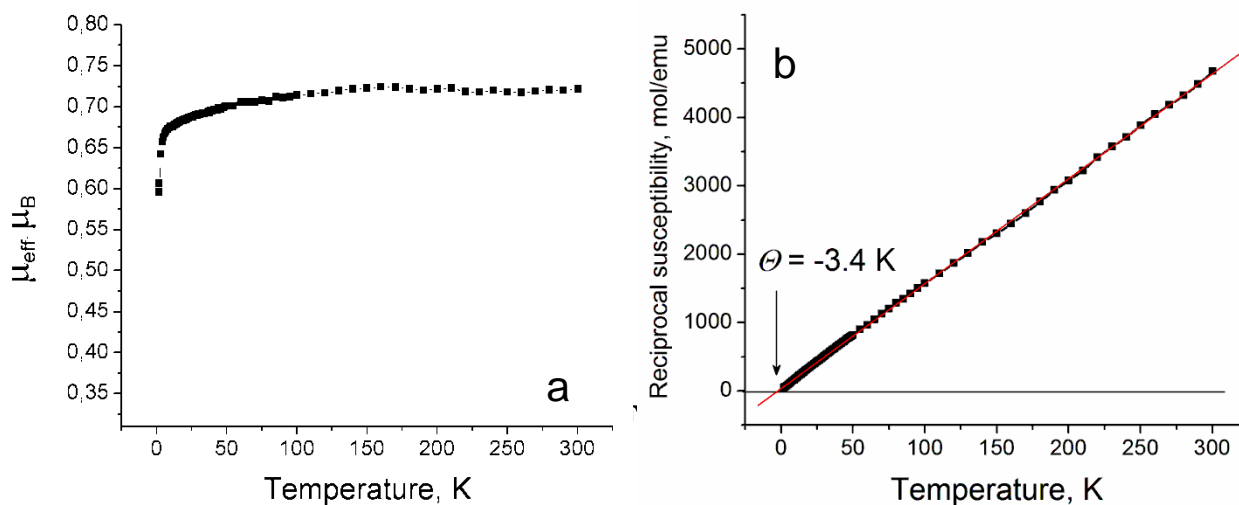 0,80
0,75
0,70
0,65
0,60
0,55
0,50
0,45
0,40
0,35
μeff, μB
a
0 50 100 150 200 250 300
Temperature, K
b
5000
4000
3000
2000
1000
0
Reciprocal susceptibility, mol/emu
Θ = -3.4 K
0 50 100 150 200 250 300
Temperature, K